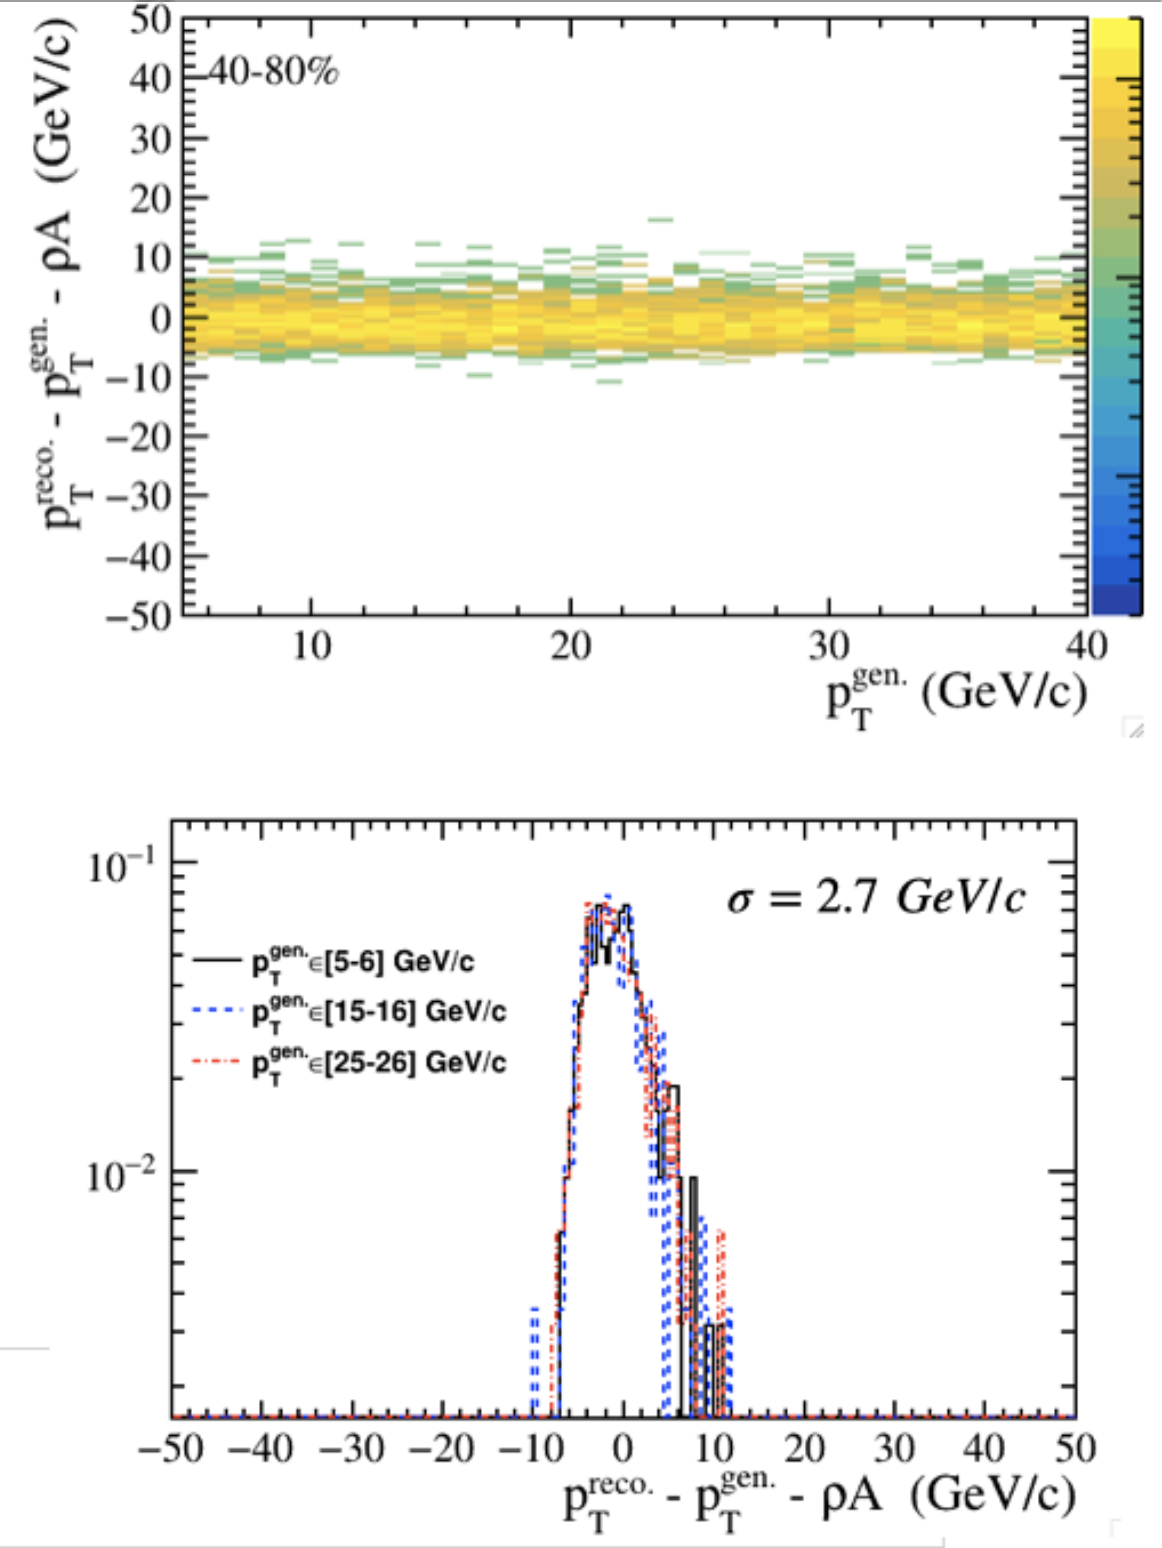 p_T^reco. - p_T^gen. - ρA (GeV/c)
50
40
30
20
10
0
−10
−20
−30
−40
−50
40-80%
10 20 30 40
p_T^gen. (GeV/c)
10^−1
10^−2
σ = 2.7 GeV/c
p_T^gen.∈[5-6] GeV/c
p_T^gen.∈[15-16] GeV/c
p_T^gen.∈[25-26] GeV/c
−50 −40 −30 −20 −10 0 10 20 30 40 50
p_T^reco. - p_T^gen. - ρA (GeV/c)